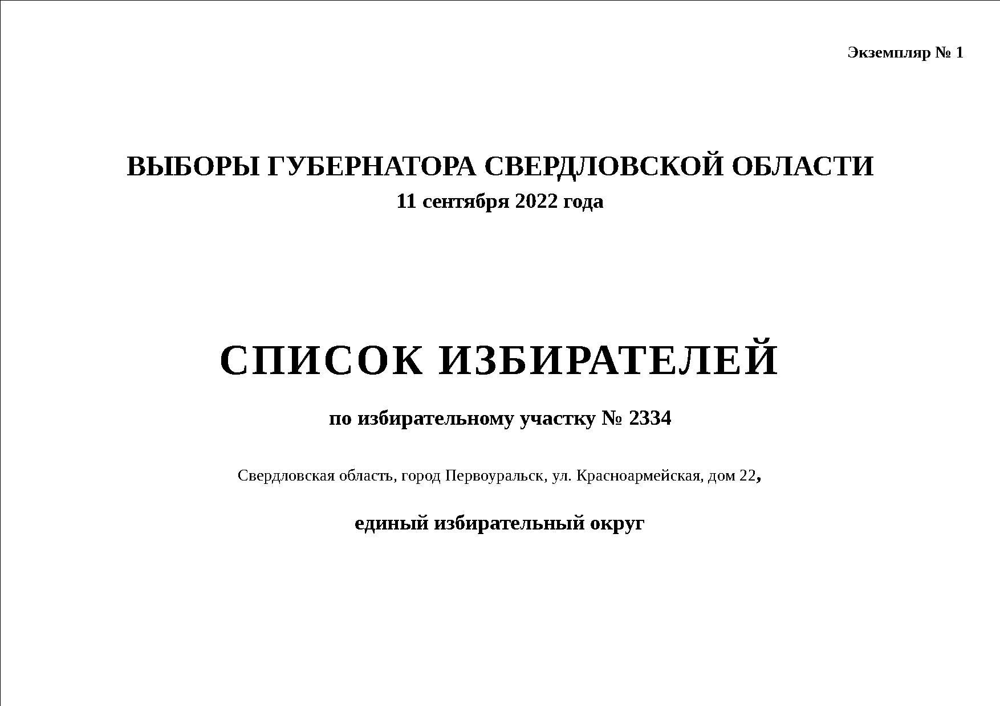 Экземпляр № 1
ВЫБОРЫ ГУБЕРНАТОРА СВЕРДЛОВСКОЙ ОБЛАСТИ
11 сентября 2022 года
СПИСОК ИЗБИРАТЕЛЕЙ
по избирательному участку № 2334
Свердловская область, город Первоуральск, ул. Красноармейская, дом 22,
единый избирательный округ